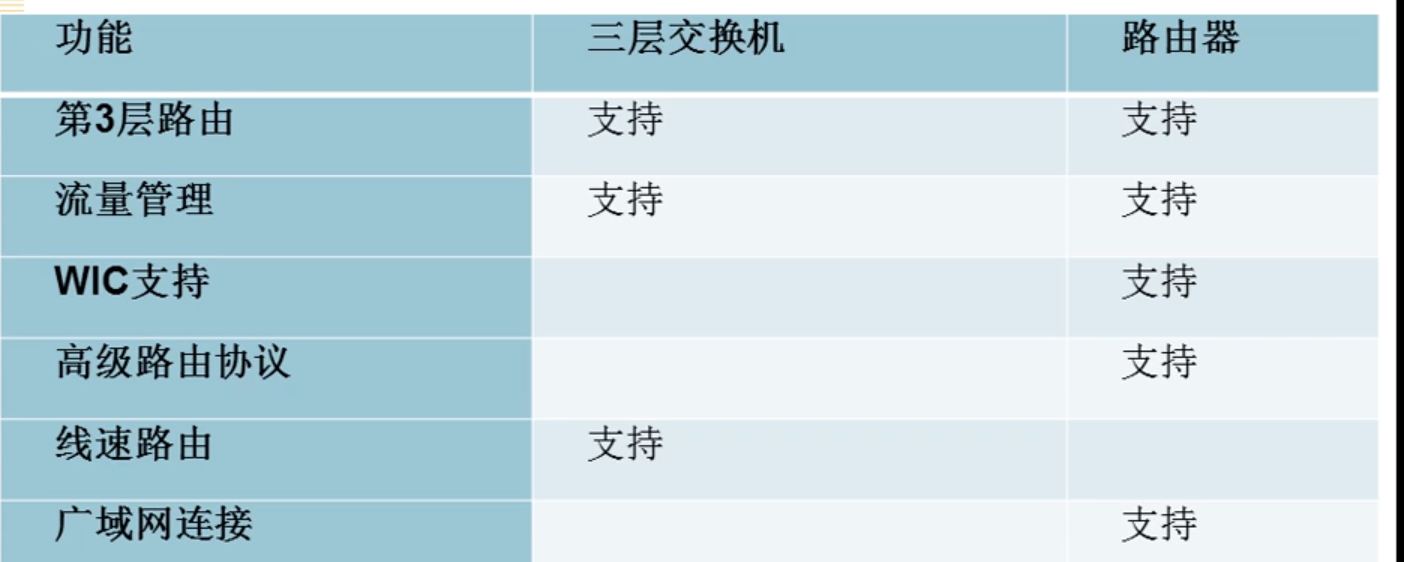 功能 三层交换机 路由器
第3层路由 支持 支持
流量管理 支持 支持
WIC支持 支持
高级路由协议 支持
线速路由 支持
广域网连接 支持